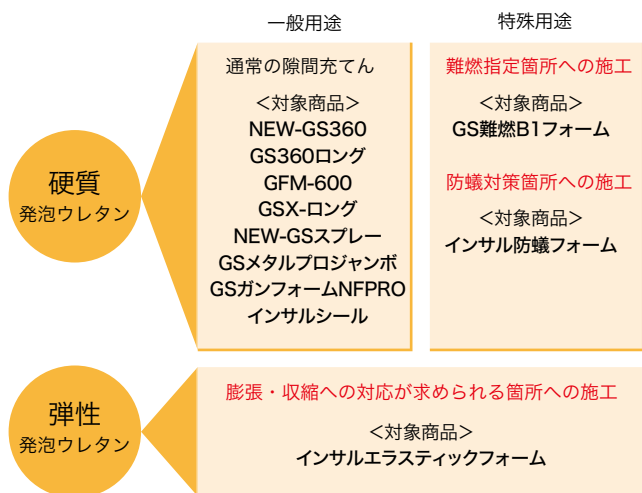 一般用途
特殊用途
硬質
発泡ウレタン
通常の隙間充てん
＜対象商品＞
NEW-GS360
GS360ロング
GFM-600
GSX-ロング
NEW-GSスプレー
GSメタルプロジャンボ
GSガンフォームNFPRO
インサルシール
難燃指定箇所への施工
＜対象商品＞
GS難燃B1フォーム
防蟻対策箇所への施工
＜対象商品＞
インサル防蟻フォーム
弾性
発泡ウレタン
膨張・収縮への対応が求められる箇所への施工
＜対象商品＞
インサルエラスティックフォーム